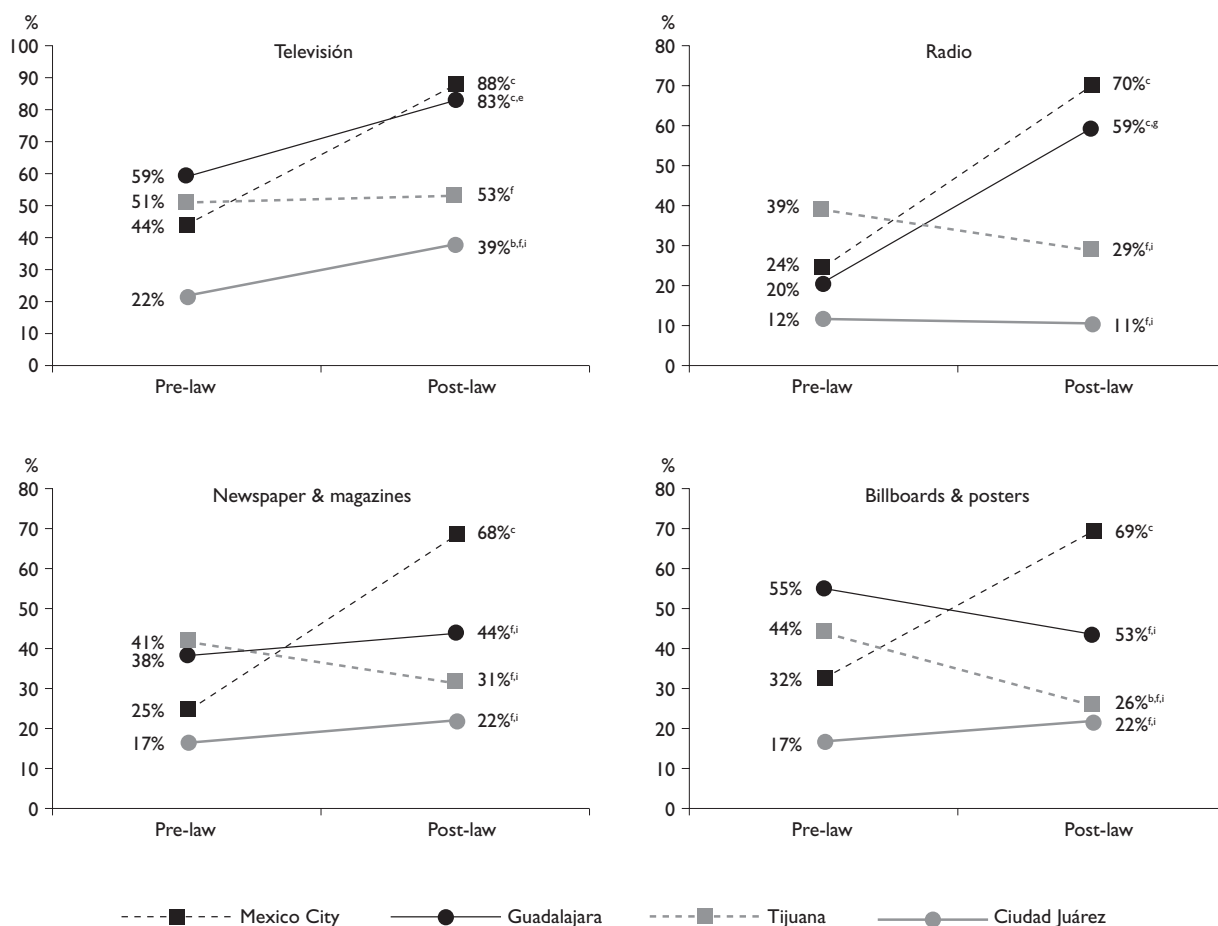 %
Televisión
100
90
80
70
60
50
40
30
20
10
0
59%
51%
44%
22%
88%ᶜ
83%ᶜ,ᵉ
53%ᶠ
39%ᵇ,ᶠ,ⁱ
Pre-law Post-law
%
Radio
80
70
60
50
40
30
20
10
0
39%
24%
20%
12%
70%ᶜ
59%ᶜ,ᵍ
29%ᶠ,ⁱ
11%ᶠ,ⁱ
Pre-law Post-law
%
Newspaper & magazines
80
70
60
50
40
30
20
10
0
41%
38%
25%
17%
68%ᶜ
44%ᶠ,ⁱ
31%ᶠ,ⁱ
22%ᶠ,ⁱ
Pre-law Post-law
%
Billboards & posters
80
70
60
50
40
30
20
10
0
55%
44%
32%
17%
69%ᶜ
53%ᶠ,ⁱ
26%ᵇ,ᶠ,ⁱ
22%ᶠ,ⁱ
Pre-law Post-law
Mexico City Guadalajara Tijuana Ciudad Juárez